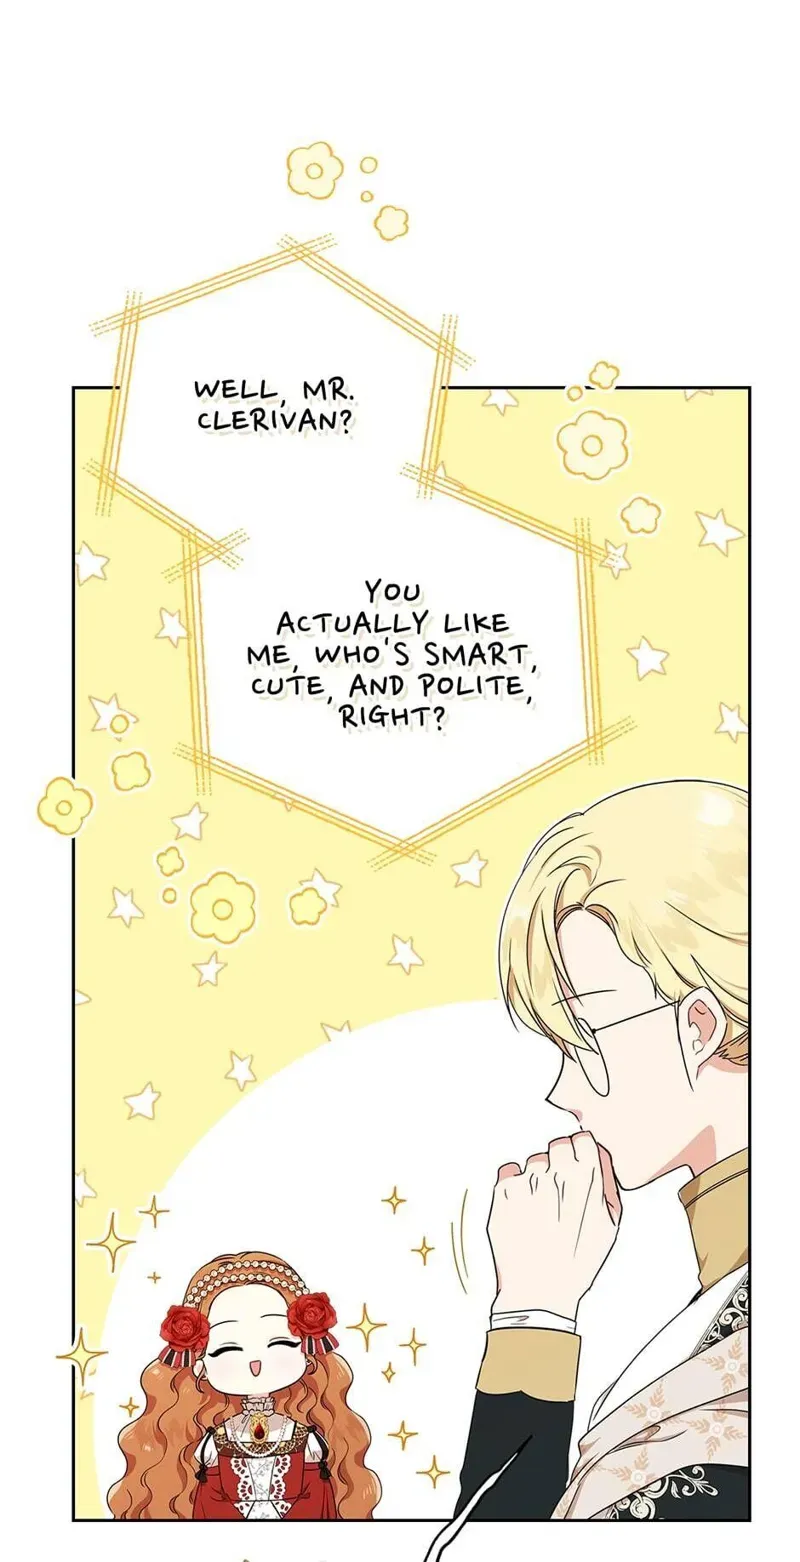 WELL, MR.
CLERIVAN?
YOU
ACTUALLY LIKE
ME, WHO'S SMART,
CUTE, AND POLITE,
RIGHT?